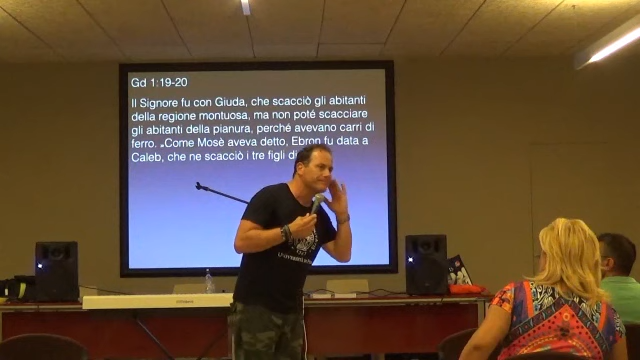 Gd 1:19-20
Il Signore fu con Giuda, che scacciò gli abitanti
della regione montuosa, ma non poté scacciare
gli abitanti della pianura, perché avevano carri di
ferro. „Come Mosè aveva detto, Ebron fu data a
Caleb, che ne scacciò i tre figli di